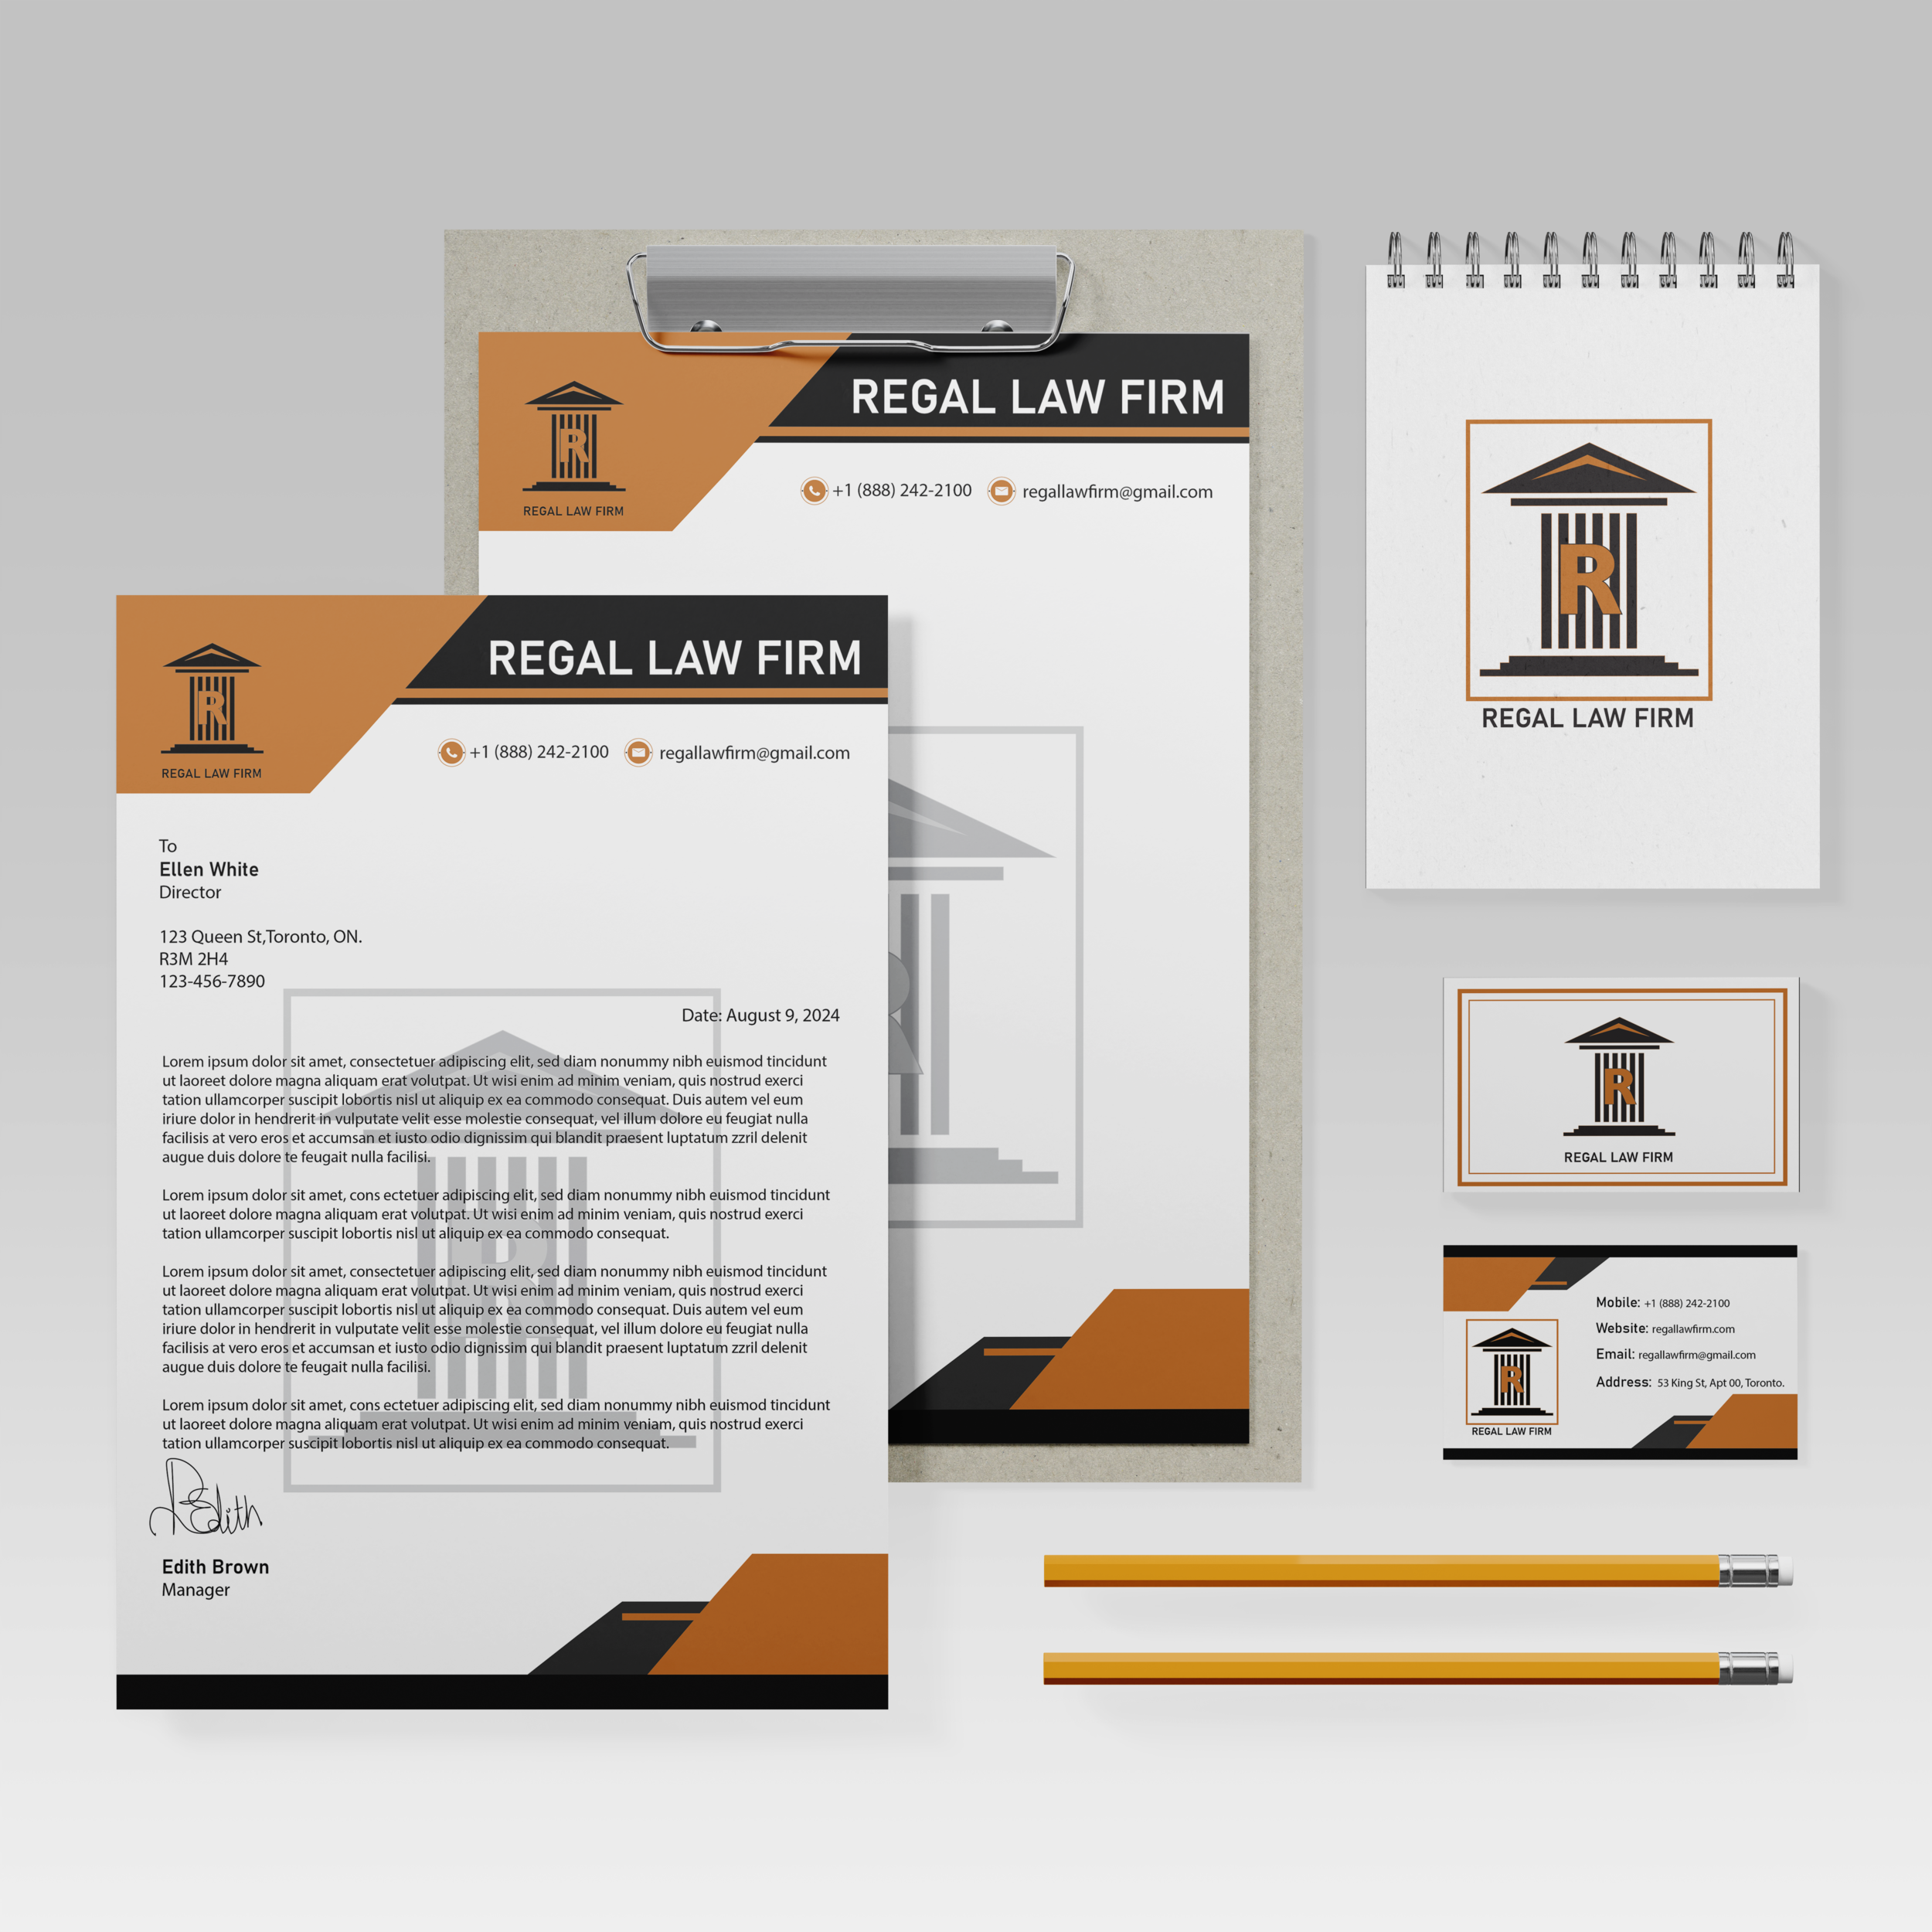 REGAL LAW FIRM
R
REGAL LAW FIRM
+1 (888) 242-2100 regallawfirm@gmail.com
R
REGAL LAW FIRM
REGAL LAW FIRM
R
REGAL LAW FIRM
+1 (888) 242-2100 regallawfirm@gmail.com
To
Ellen White
Director
123 Queen St,Toronto, ON.
R3M 2H4
123-456-7890
Date: August 9, 2024
Lorem ipsum dolor sit amet, consectetuer adipiscing elit, sed diam nonummy nibh euismod tincidunt
ut laoreet dolore magna aliquam erat volutpat. Ut wisi enim ad minim veniam, quis nostrud exerci
tation ullamcorper suscipit lobortis nisl ut aliquip ex ea commodo consequat. Duis autem vel eum
iriure dolor in hendrerit in vulputate velit esse molestie consequat, vel illum dolore eu feugiat nulla
facilisis at vero eros et accumsan et iusto odio dignissim qui blandit praesent luptatum zzril delenit
augue duis dolore te feugait nulla facilisi.
Lorem ipsum dolor sit amet, cons ectetuer adipiscing elit, sed diam nonummy nibh euismod tincidunt
ut laoreet dolore magna aliquam erat volutpat. Ut wisi enim ad minim veniam, quis nostrud exerci
tation ullamcorper suscipit lobortis nisl ut aliquip ex ea commodo consequat.
Lorem ipsum dolor sit amet, consectetuer adipiscing elit, sed diam nonummy nibh euismod tincidunt
ut laoreet dolore magna aliquam erat volutpat. Ut wisi enim ad minim veniam, quis nostrud exerci
tation ullamcorper suscipit lobortis nisl ut aliquip ex ea commodo consequat. Duis autem vel eum
iriure dolor in hendrerit in vulputate velit esse molestie consequat, vel illum dolore eu feugiat nulla
facilisis at vero eros et accumsan et iusto odio dignissim qui blandit praesent luptatum zzril delenit
augue duis dolore te feugait nulla facilisi.
Lorem ipsum dolor sit amet, cons ectetuer adipiscing elit, sed diam nonummy nibh euismod tincidunt
ut laoreet dolore magna aliquam erat volutpat. Ut wisi enim ad minim veniam, quis nostrud exerci
tation ullamcorper suscipit lobortis nisl ut aliquip ex ea commodo consequat.
R
R
Edith
Edith Brown
Manager
R
REGAL LAW FIRM
Mobile: +1 (888) 242-2100
Website: regallawfirm.com
Email: regallawfirm@gmail.com
Address: 53 King St, Apt 00, Toronto.
R
REGAL LAW FIRM